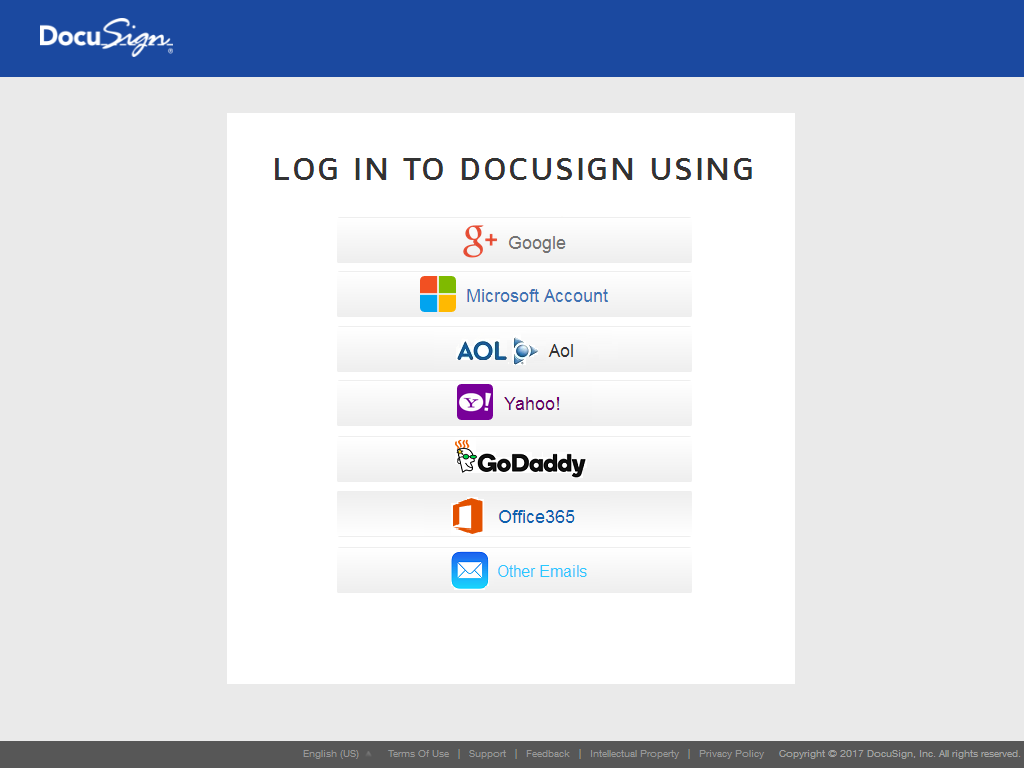 DocuSign®
LOG IN TO DOCUSIGN USING
g+ Google
Microsoft Account
AOL Aol
Y! Yahoo!
GoDaddy
Office365
Other Emails
English (US) Terms Of Use | Support | Feedback | Intellectual Property | Privacy Policy Copyright © 2017 DocuSign, Inc. All rights reserved.